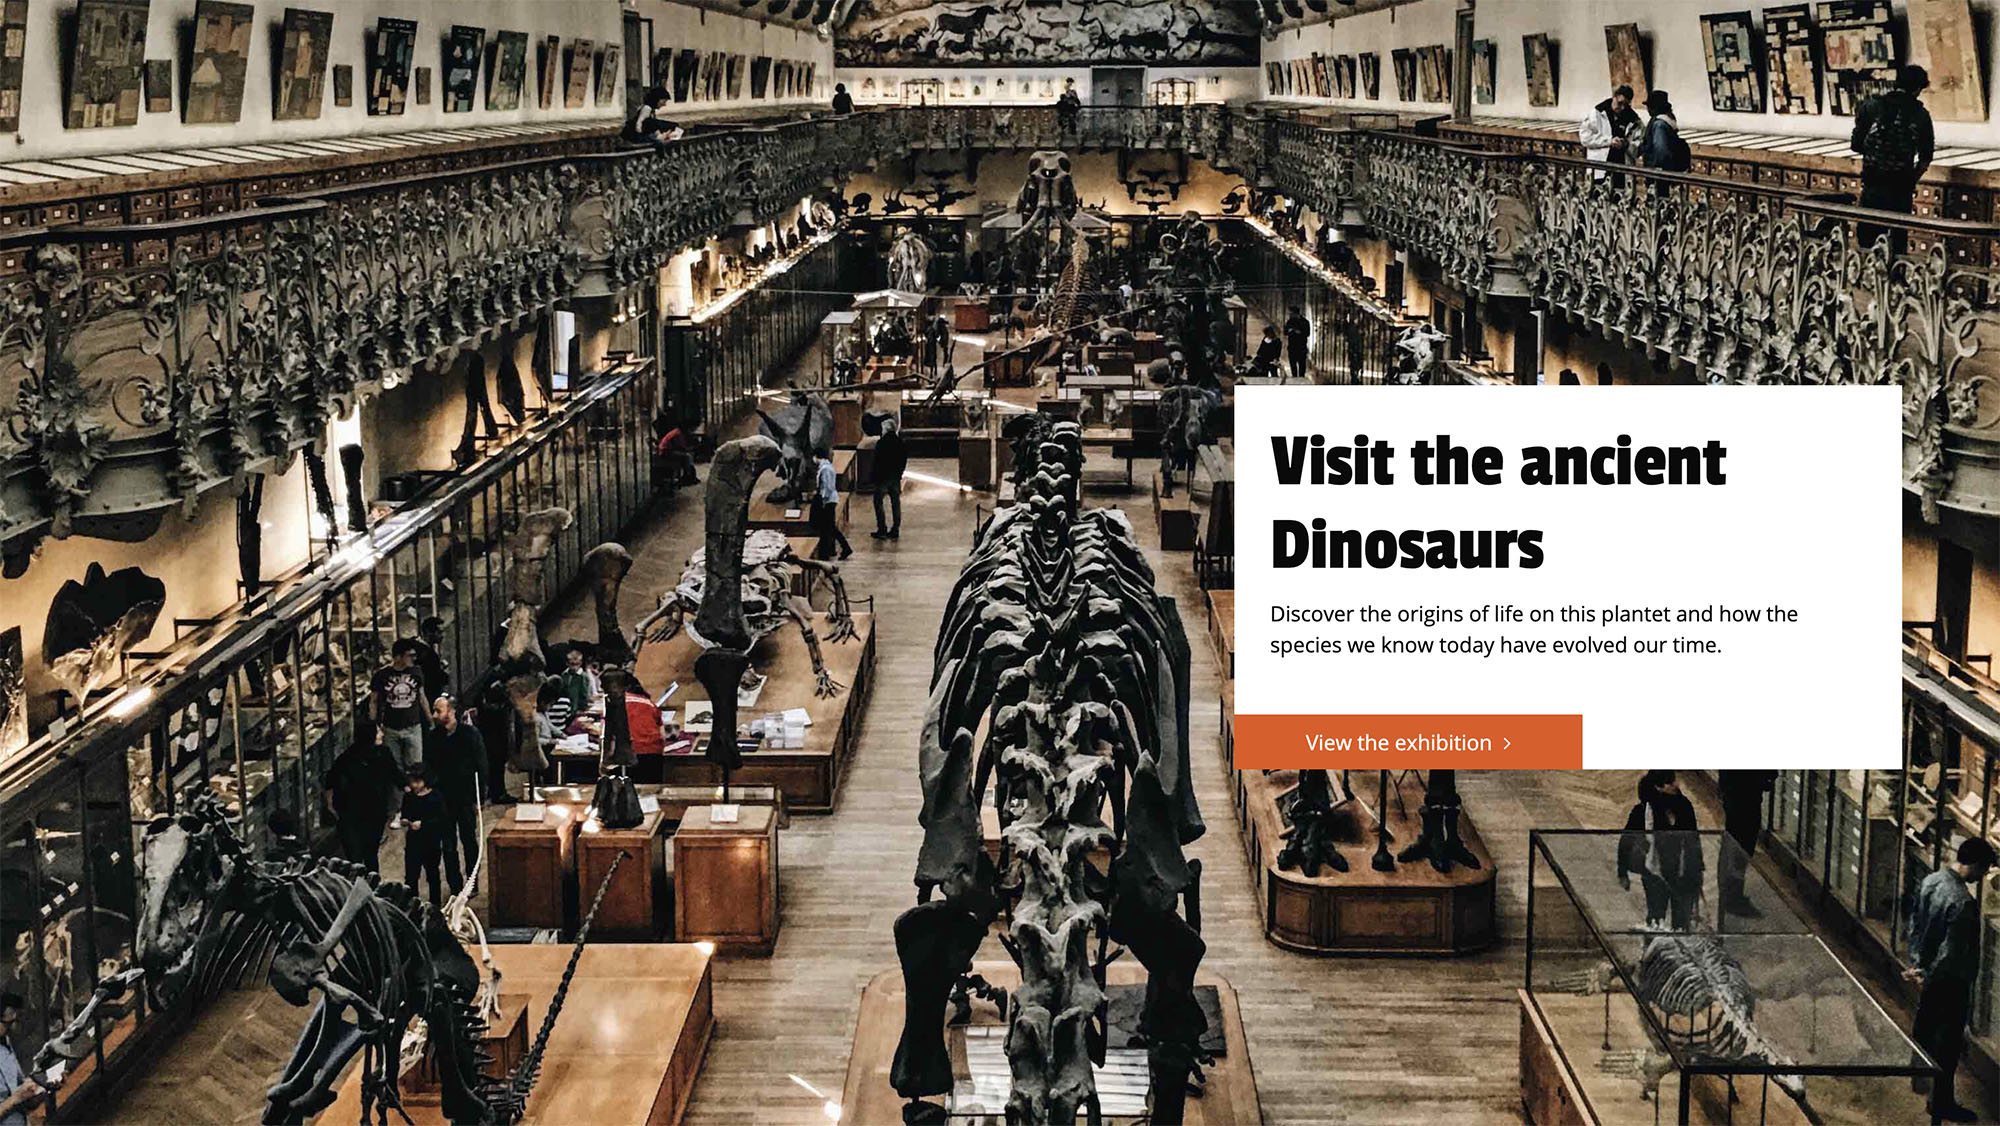 Visit the ancient
Dinosaurs
Discover the origins of life on this plantet and how the
species we know today have evolved our time.
View the exhibition >